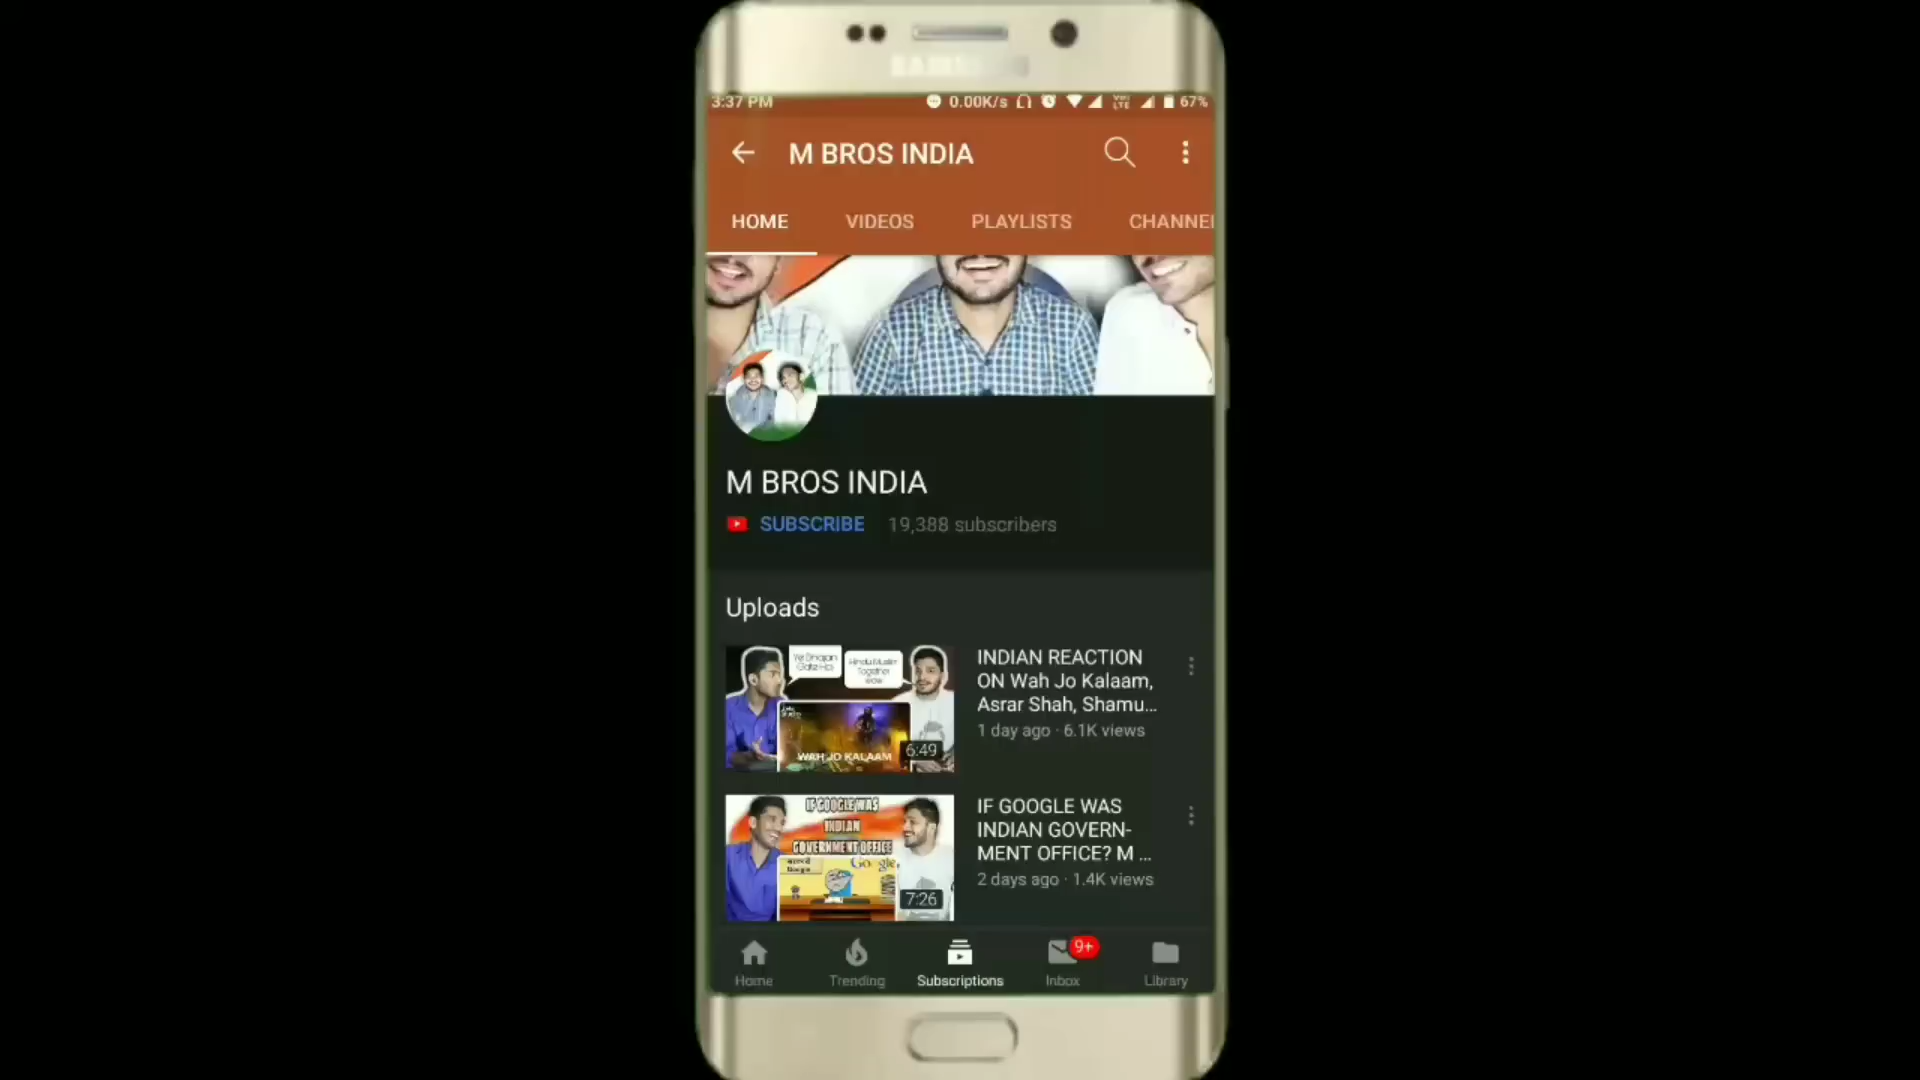 3:37 PM
0.00K/s
67%
M BROS INDIA
HOME VIDEOS PLAYLISTS CHANNEL
M BROS INDIA
SUBSCRIBE 19,388 subscribers
Uploads
Hindu Muslim
Together
WAH JO KALAAM
6:49
INDIAN REACTION
ON Wah Jo Kalaam,
Asrar Shah, Shamu...
1 day ago · 6.1K views
IF GOOGLE WAS
INDIAN
GOVERNMENT OFFICE
Google
7:26
IF GOOGLE WAS
INDIAN GOVERN-
MENT OFFICE? M ...
2 days ago · 1.4K views
9+
Home Trending Subscriptions Inbox Library